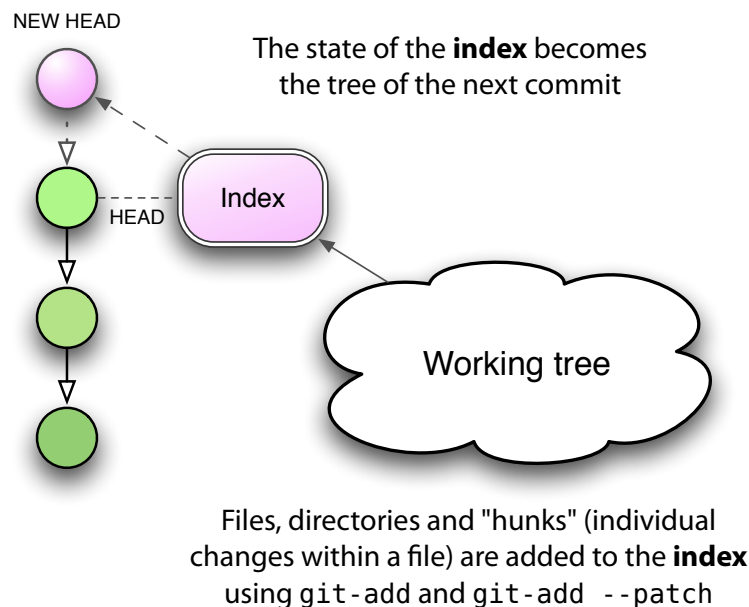 NEW HEAD
The state of the index becomes
the tree of the next commit
Index
HEAD
Working tree
Files, directories and "hunks" (individual
changes within a file) are added to the index
using git-add and git-add --patch